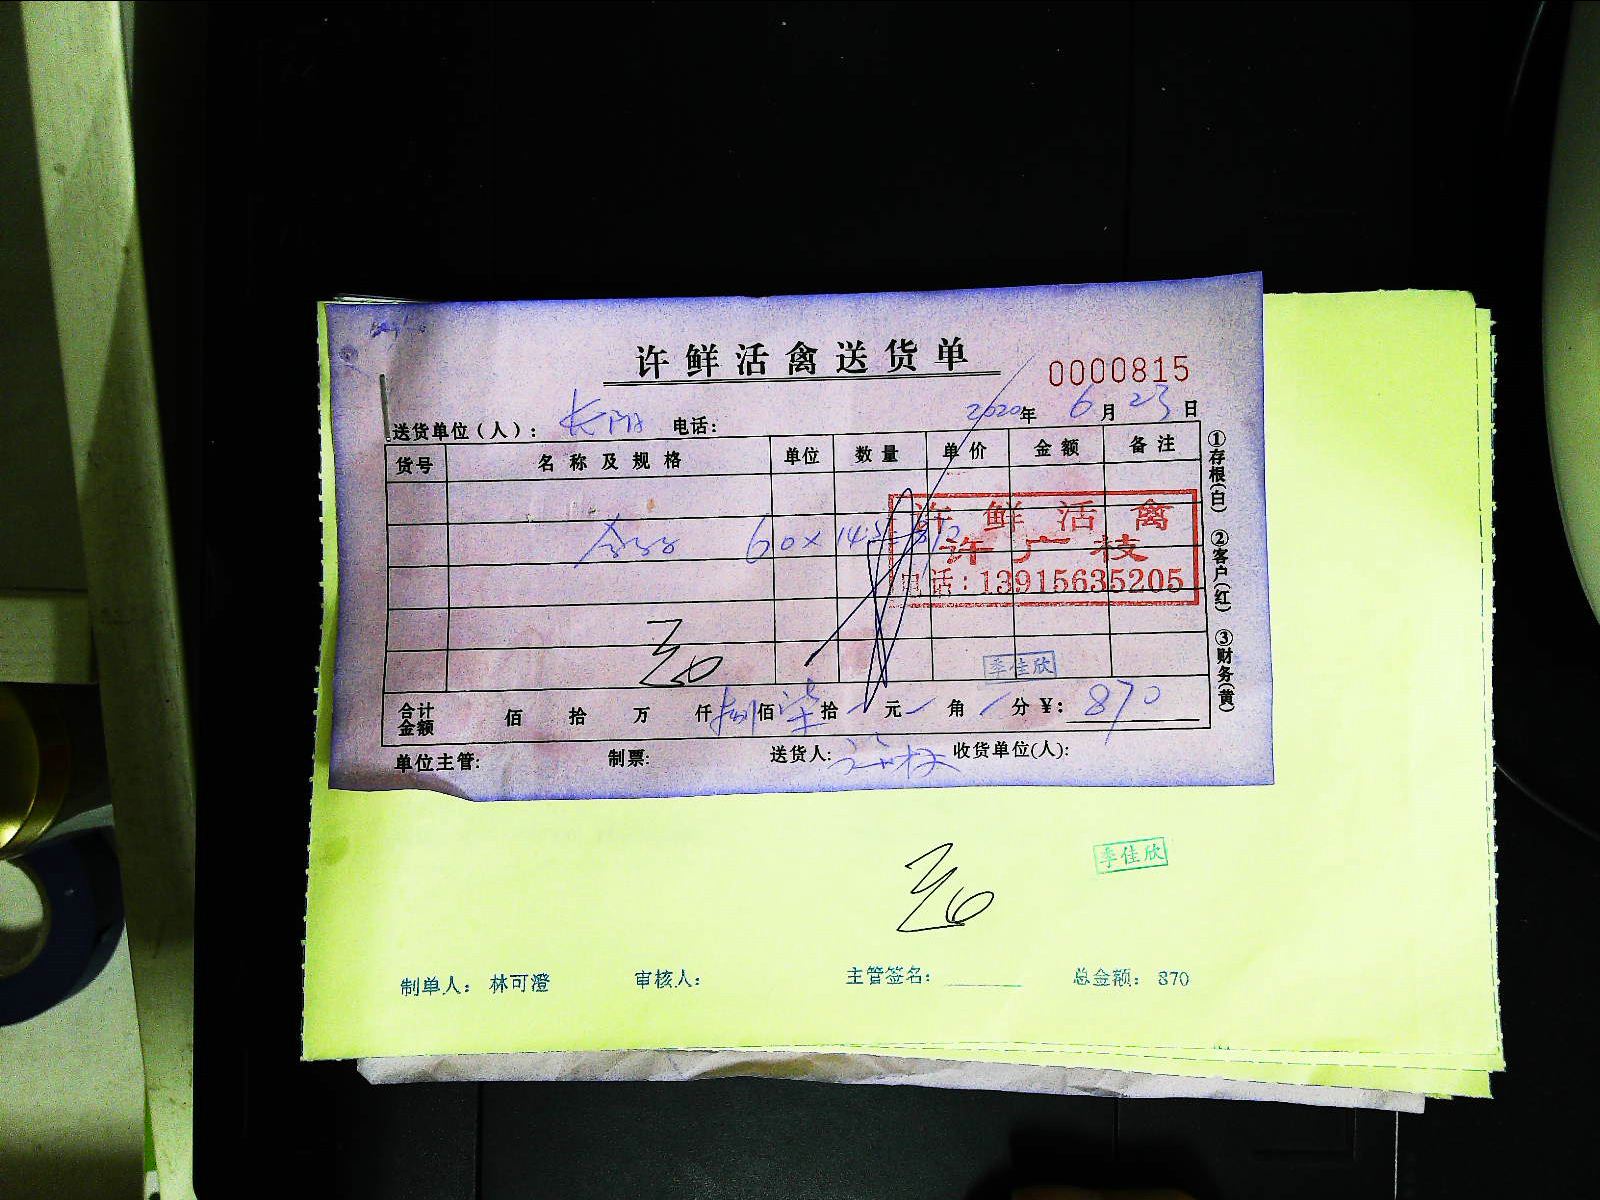 许鲜活禽送货单
0000815
送货单位(人): 长阳 电话: 2020年 6月 23日
货号 名称及规格 单位 数量 单价 金额 备注
60×14.5=870
许鲜活禽
许广枝
电话:13915635205
李佳欣
合计金额 佰 拾 万 仟 捌佰 柒拾 元 角 分 ¥: 870
单位主管: 制票: 送货人: 收货单位(人):
①存根(白) ②客户(红) ③财务(黄)
李佳欣
制单人: 林可澄 审核人: 主管签名: 总金额: 870